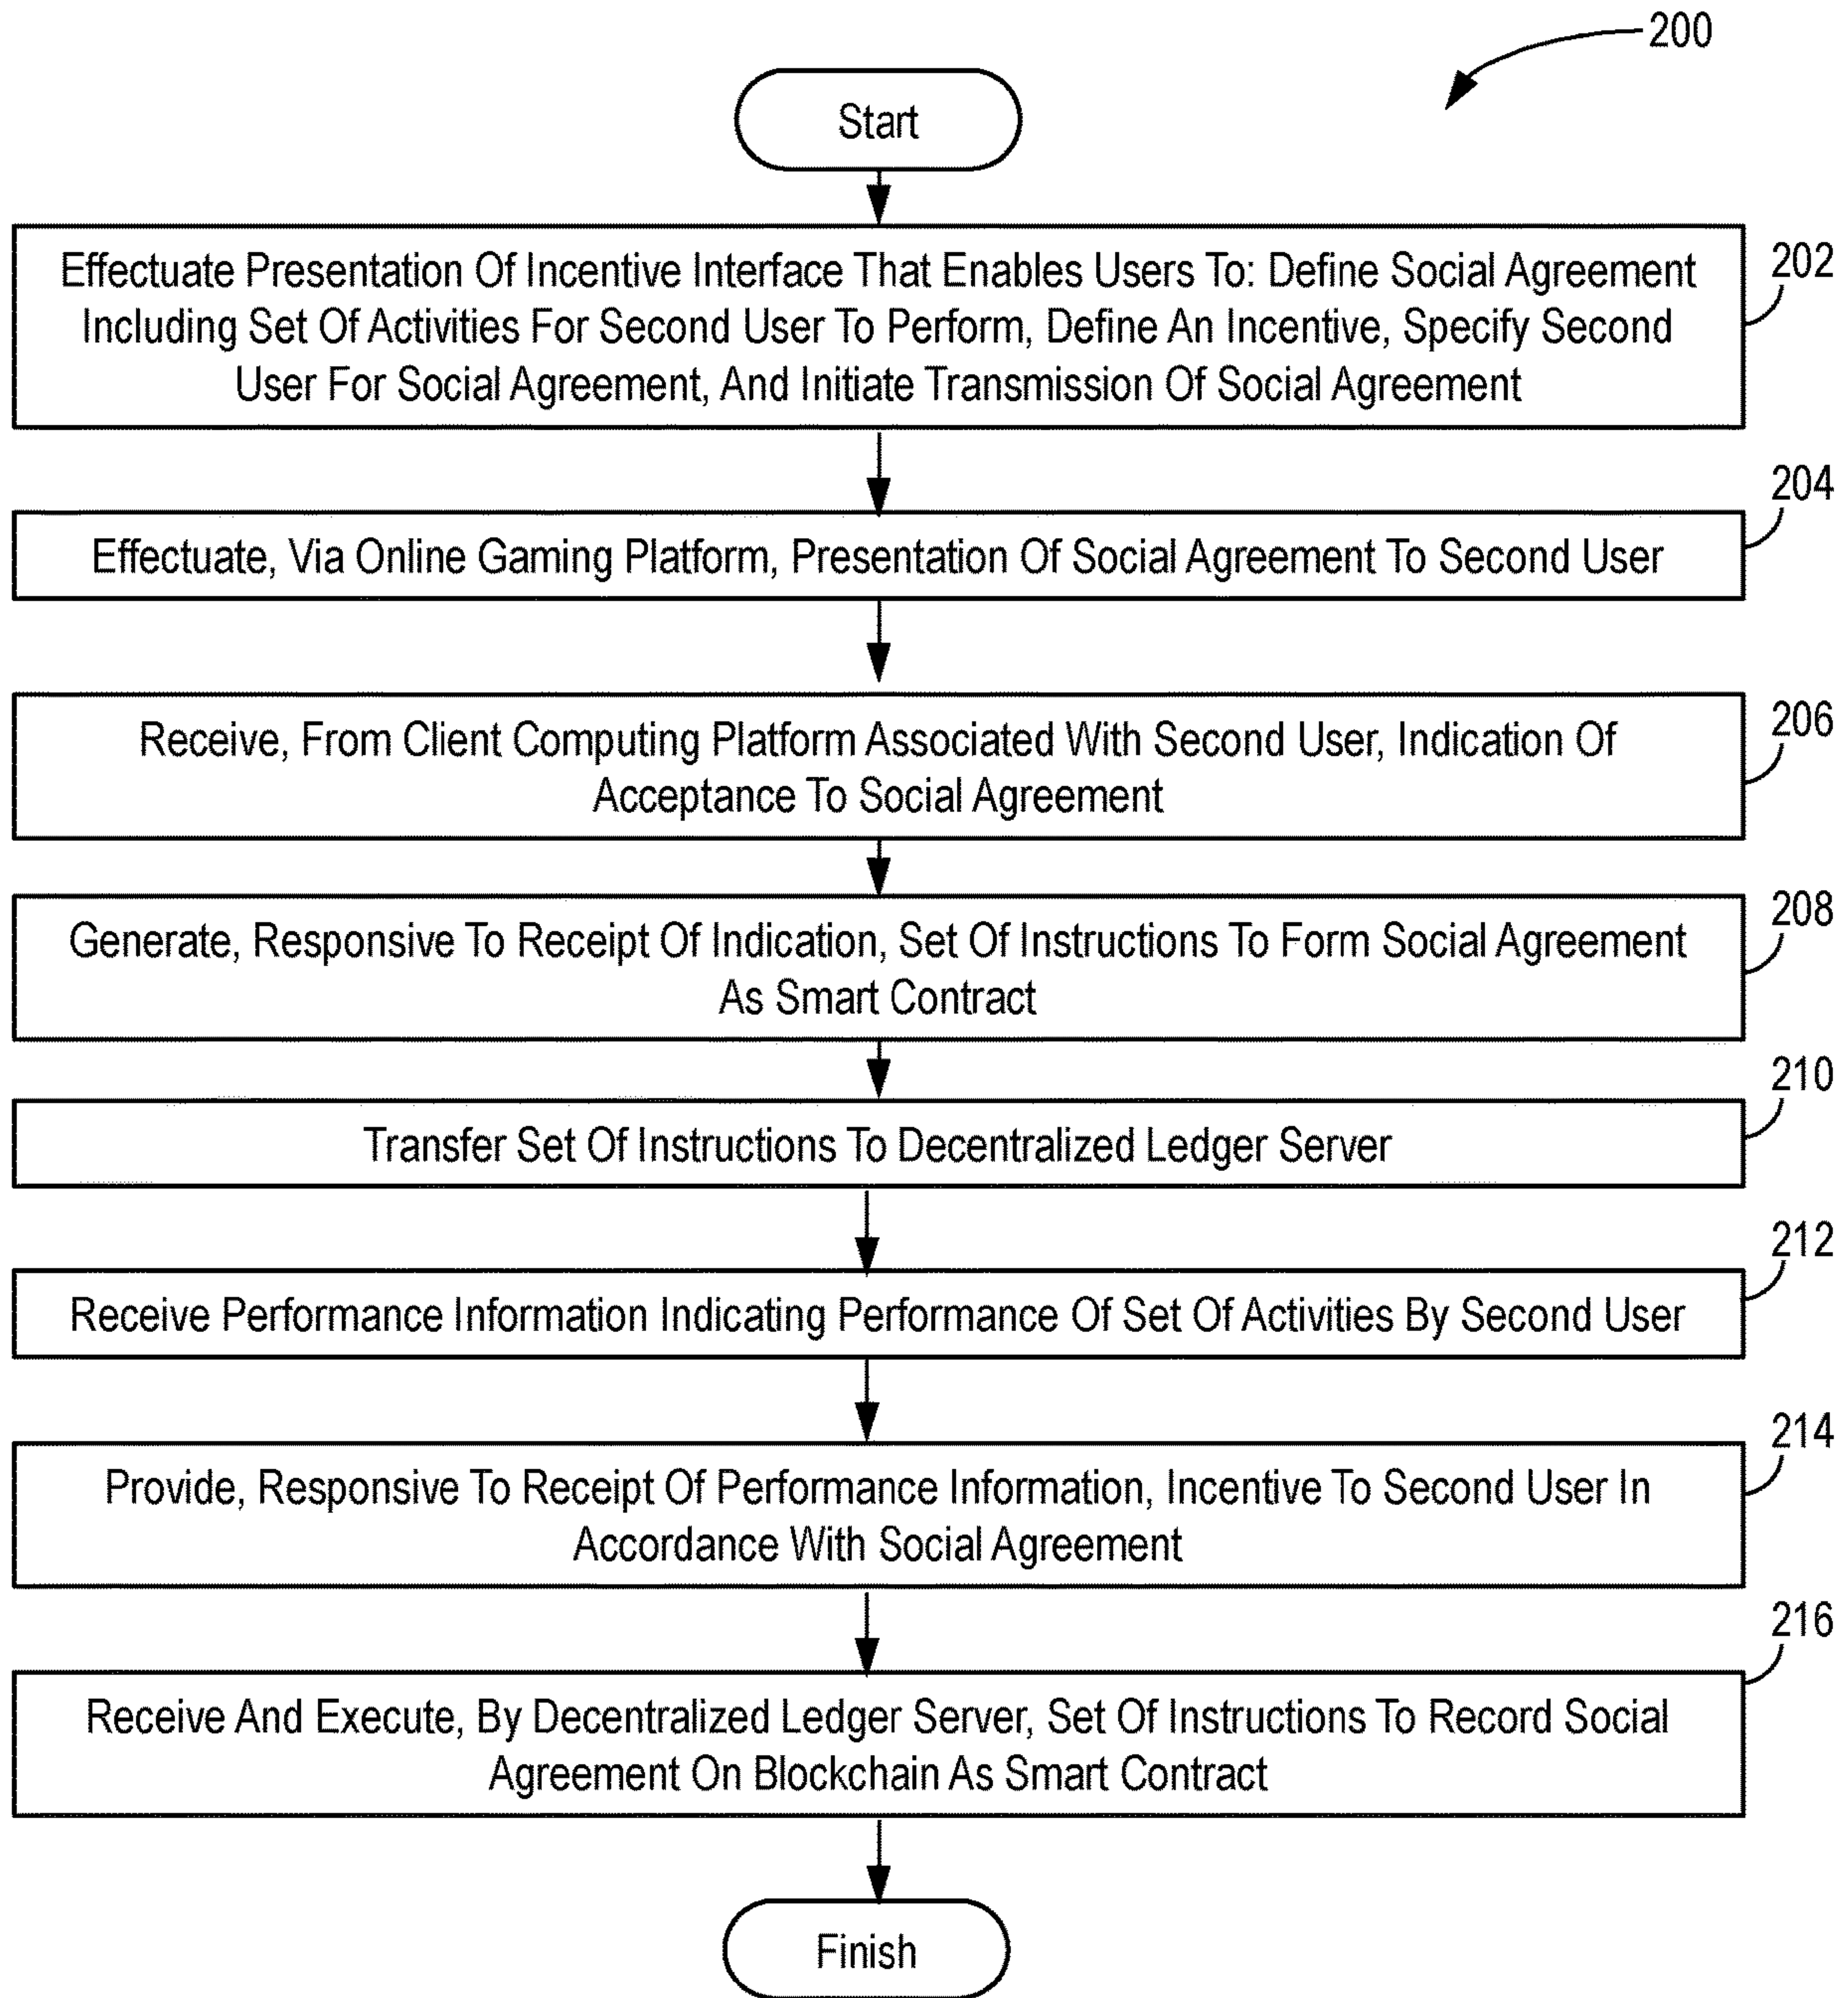 200
Start
Effectuate Presentation Of Incentive Interface That Enables Users To: Define Social Agreement
Including Set Of Activities For Second User To Perform, Define An Incentive, Specify Second
User For Social Agreement, And Initiate Transmission Of Social Agreement
202
204
Effectuate, Via Online Gaming Platform, Presentation Of Social Agreement To Second User
Receive, From Client Computing Platform Associated With Second User, Indication Of
Acceptance To Social Agreement
206
Generate, Responsive To Receipt Of Indication, Set Of Instructions To Form Social Agreement
As Smart Contract
208
210
Transfer Set Of Instructions To Decentralized Ledger Server
212
Receive Performance Information Indicating Performance Of Set Of Activities By Second User
214
Provide, Responsive To Receipt Of Performance Information, Incentive To Second User In
Accordance With Social Agreement
216
Receive And Execute, By Decentralized Ledger Server, Set Of Instructions To Record Social
Agreement On Blockchain As Smart Contract
Finish